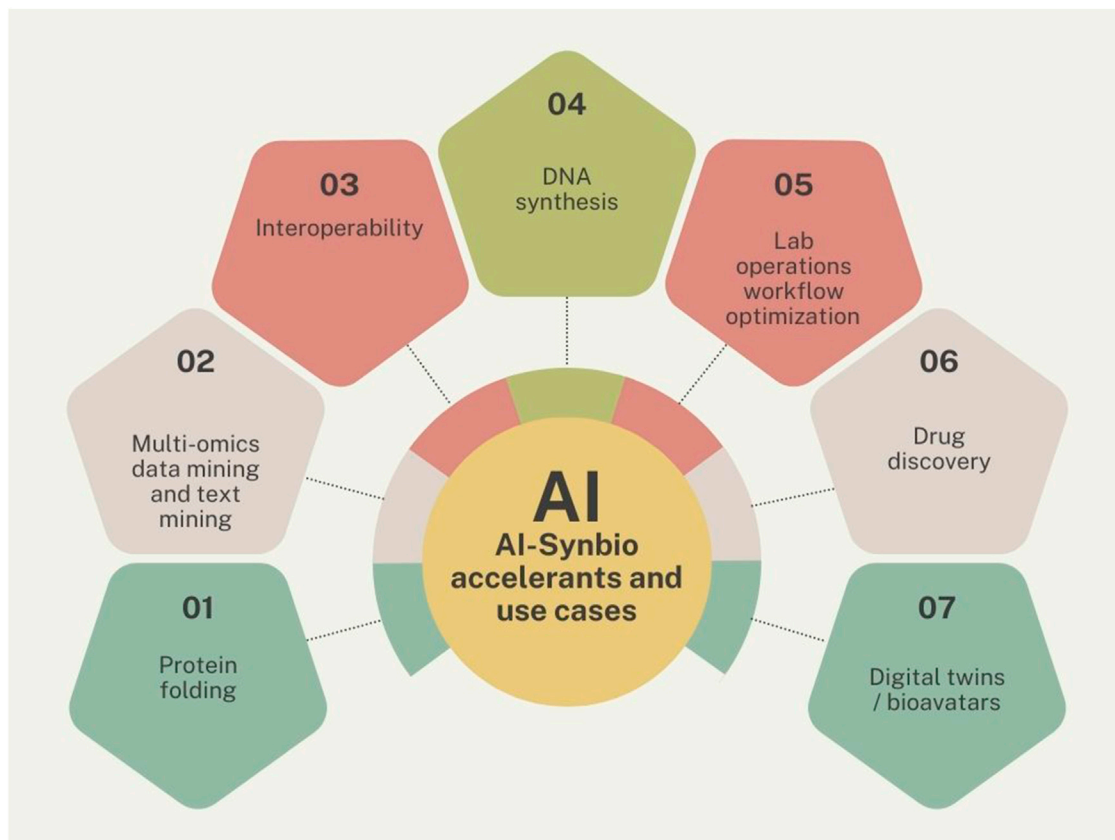 04
DNA
synthesis
03
Interoperability
05
Lab
operations
workflow
optimization
02
Multi-omics
data mining
and text
mining
06
Drug
discovery
AI
AI-Synbio
accelerants and
use cases
01
Protein
folding
07
Digital twins
/ bioavatars